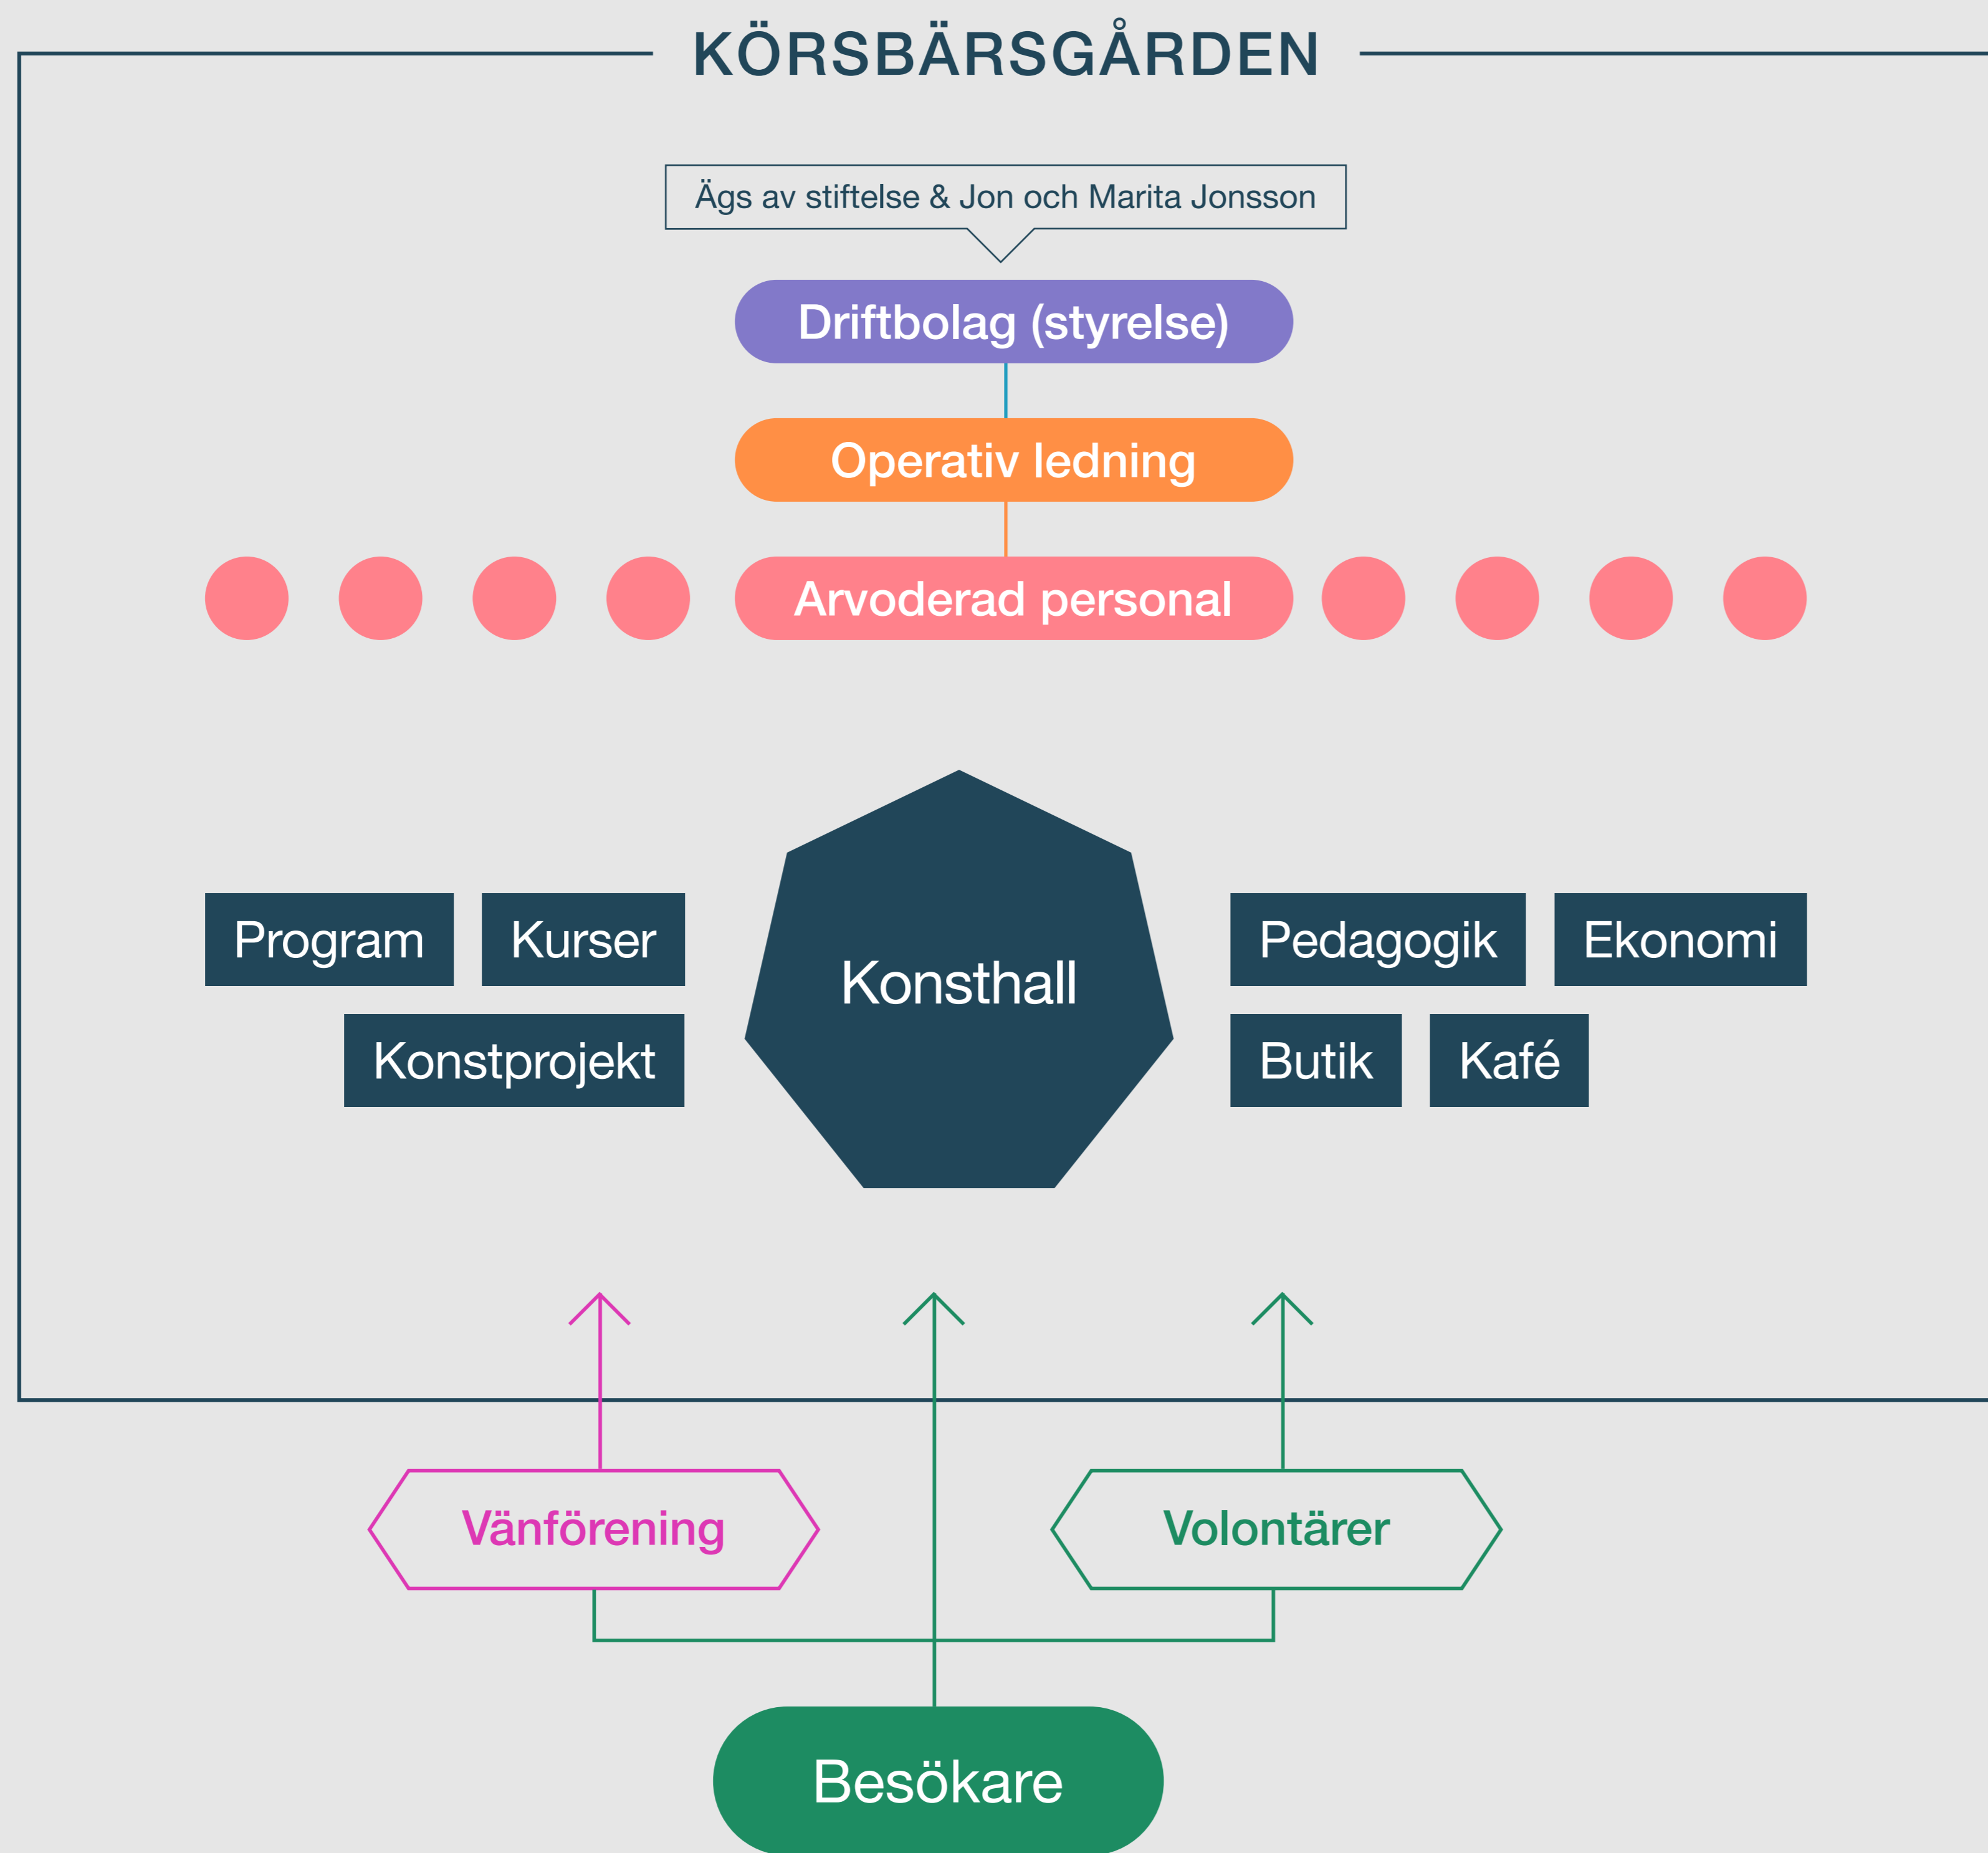 KÖRSBÄRSGÅRDEN
Ägs av stiftelse & Jon och Marita Jonsson
Driftbolag (styrelse)
Operativ ledning
Arvoderad personal
Program
Kurser
Konstprojekt
Konsthall
Pedagogik
Ekonomi
Butik
Kafé
Vänförening
Volontärer
Besökare